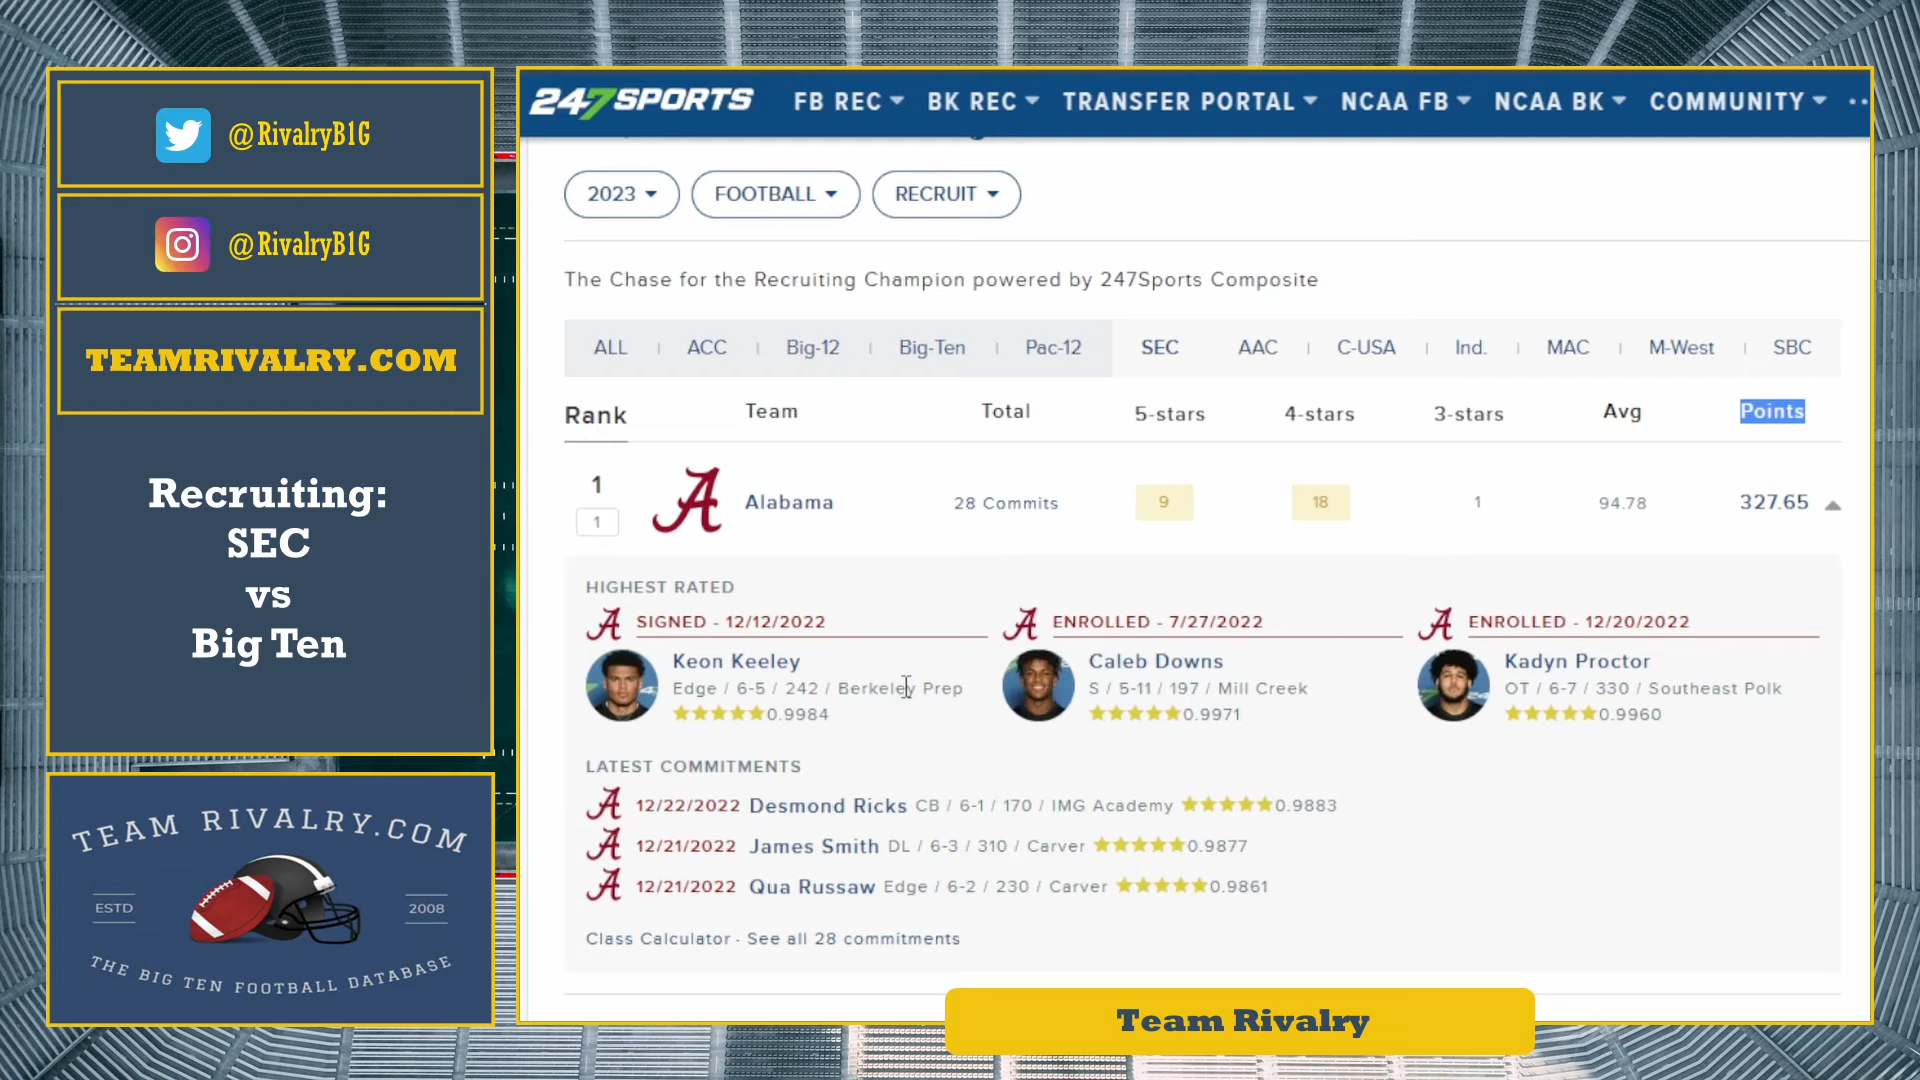 @RivalryB1G
@RivalryB1G
TEAMRIVALRY.COM
Recruiting:
SEC
vs
Big Ten
TEAM RIVALRY.COM
ESTD 2008
THE BIG TEN FOOTBALL DATABASE
247SPORTS FB REC BK REC TRANSFER PORTAL NCAA FB NCAA BK COMMUNITY
2023 FOOTBALL RECRUIT
The Chase for the Recruiting Champion powered by 247Sports Composite
ALL ACC Big-12 Big-Ten Pac-12 SEC AAC C-USA Ind. MAC M-West SBC
Rank Team Total 5-stars 4-stars 3-stars Avg Points
1 A Alabama 28 Commits 9 18 1 94.78 327.65
1
HIGHEST RATED
A SIGNED - 12/12/2022 A ENROLLED - 7/27/2022 A ENROLLED - 12/20/2022
Keon Keeley Caleb Downs Kadyn Proctor
Edge / 6-5 / 242 / Berkeley Prep S / 5-11 / 197 / Mill Creek OT / 6-7 / 330 / Southeast Polk
★★★★★0.9984 ★★★★★0.9971 ★★★★★0.9960
LATEST COMMITMENTS
A 12/22/2022 Desmond Ricks CB / 6-1 / 170 / IMG Academy ★★★★★0.9883
A 12/21/2022 James Smith DL / 6-3 / 310 / Carver ★★★★★0.9877
A 12/21/2022 Qua Russaw Edge / 6-2 / 230 / Carver ★★★★★0.9861
Class Calculator - See all 28 commitments
Team Rivalry